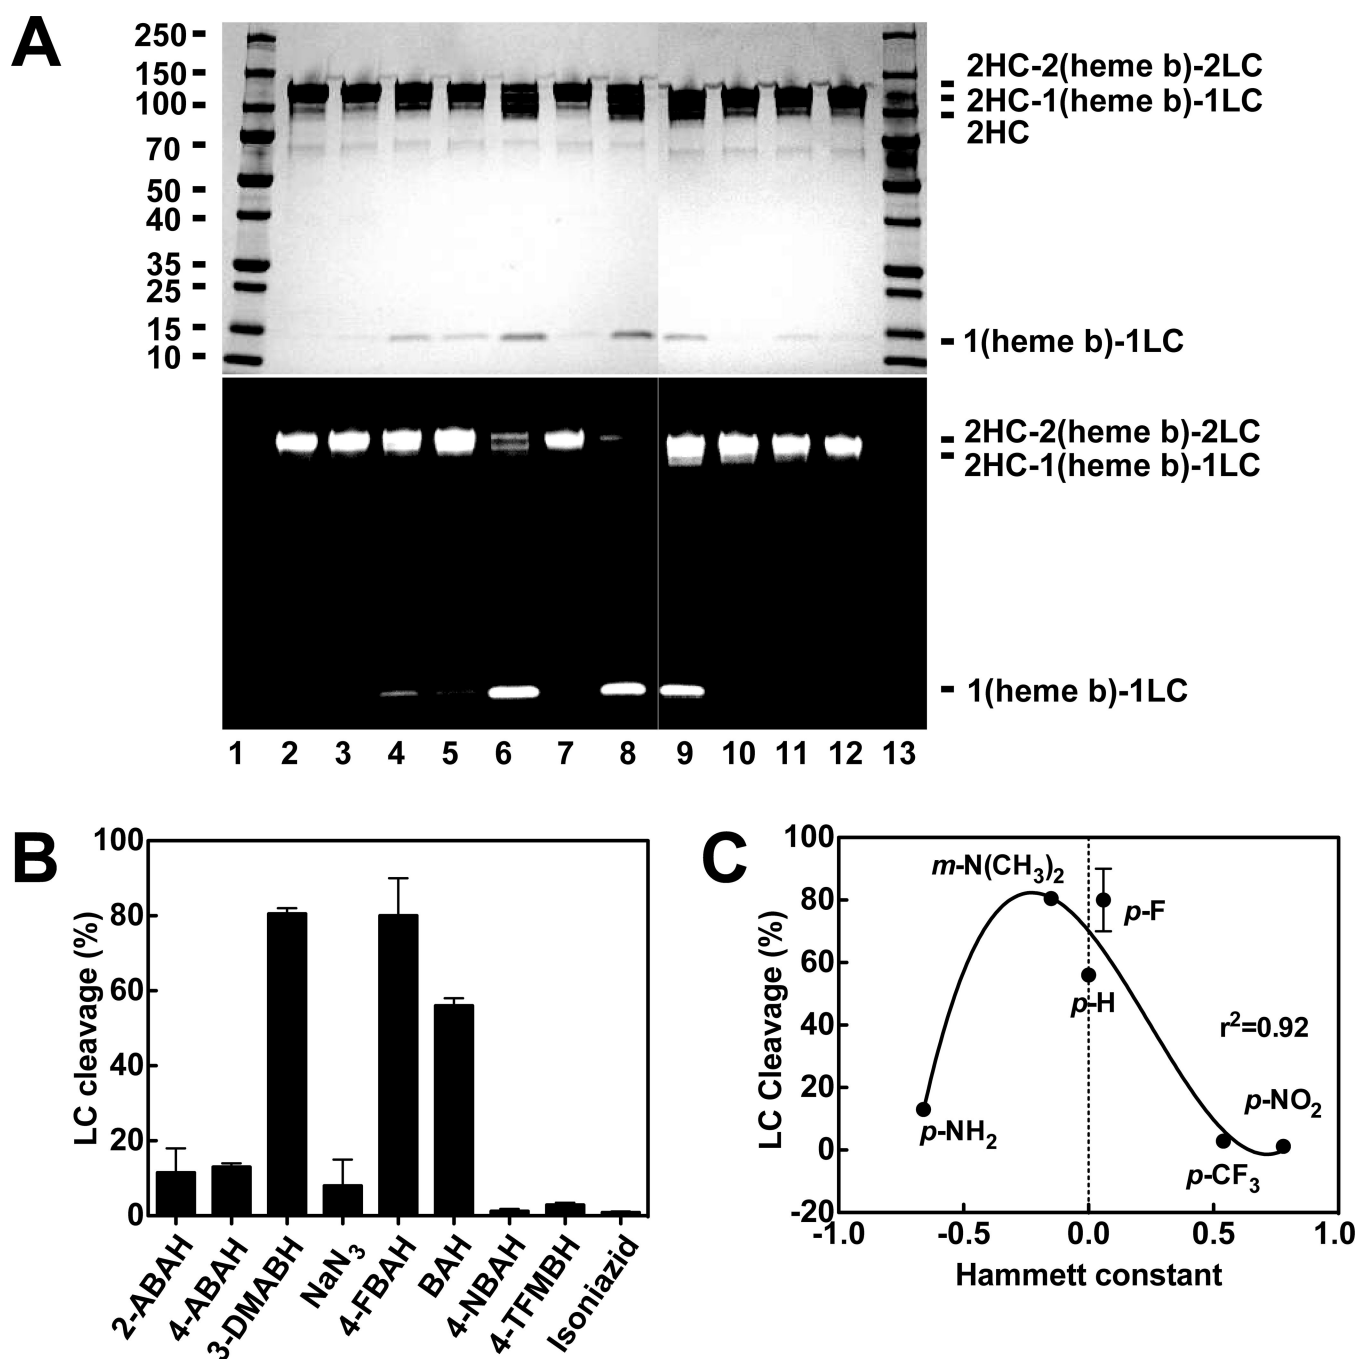 A
250
150
100
70
50
40
35
25
15
10
2HC-2(heme b)-2LC
2HC-1(heme b)-1LC
2HC
1(heme b)-1LC
2HC-2(heme b)-2LC
2HC-1(heme b)-1LC
1(heme b)-1LC
1 2 3 4 5 6 7 8 9 10 11 12 13
B
LC cleavage (%)
100
80
60
40
20
0
2-ABAH
4-ABAH
3-DMABH
NaN3
4-FBAH
BAH
4-NBAH
4-TFMBH
Isoniazid
C
LC Cleavage (%)
100
80
60
40
20
0
-20
m-N(CH3)2
p-F
p-H
r2=0.92
p-NO2
p-NH2
p-CF3
-1.0 -0.5 0.0 0.5 1.0
Hammett constant